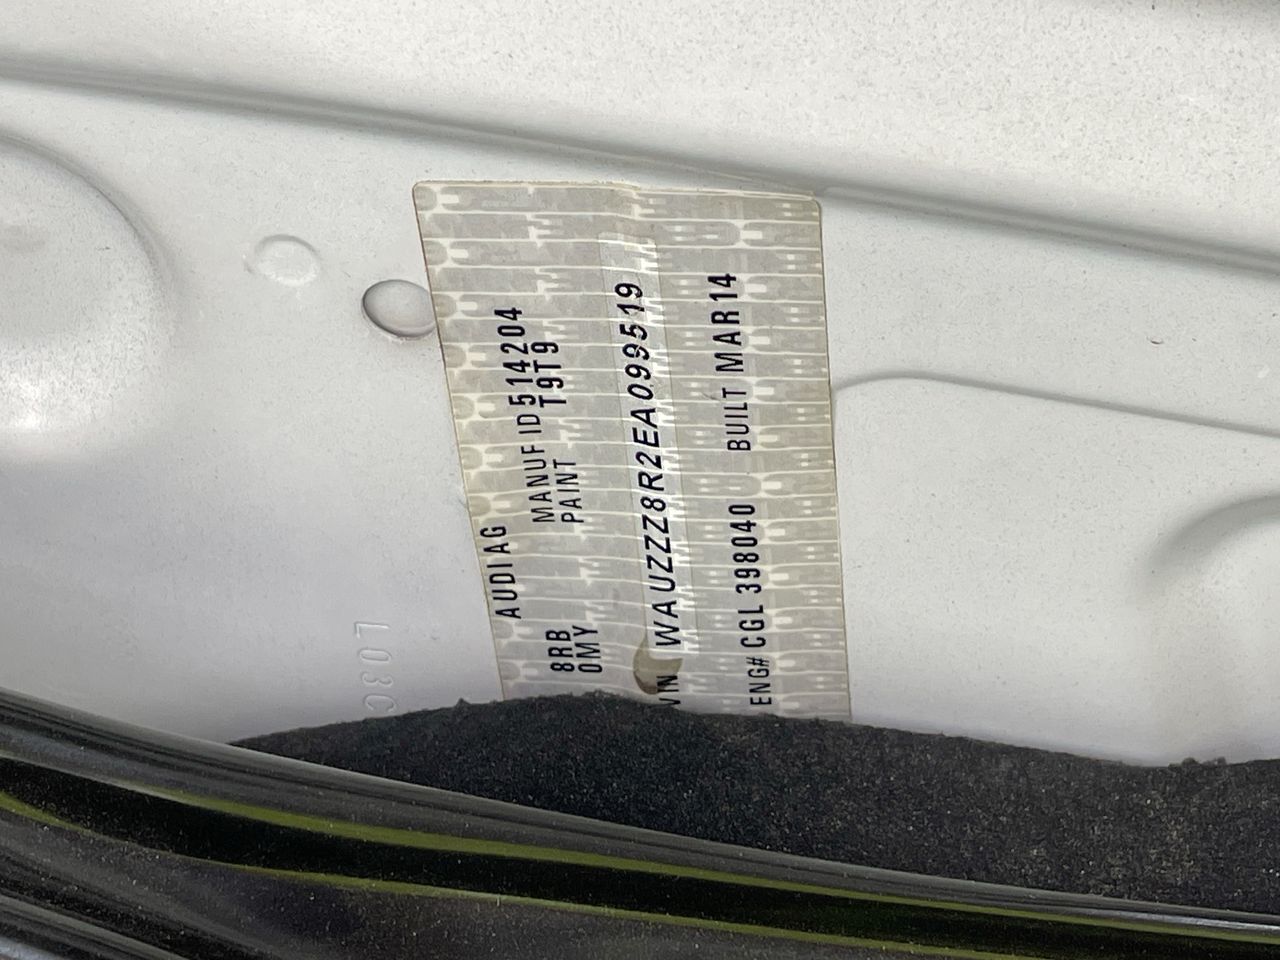 AUDI AG
MANUF ID 514204
8RB PAINT T9T9
0MY
VIN WAUZZZ8R2EA099519
ENG# CGL 398040 BUILT MAR14
L03C